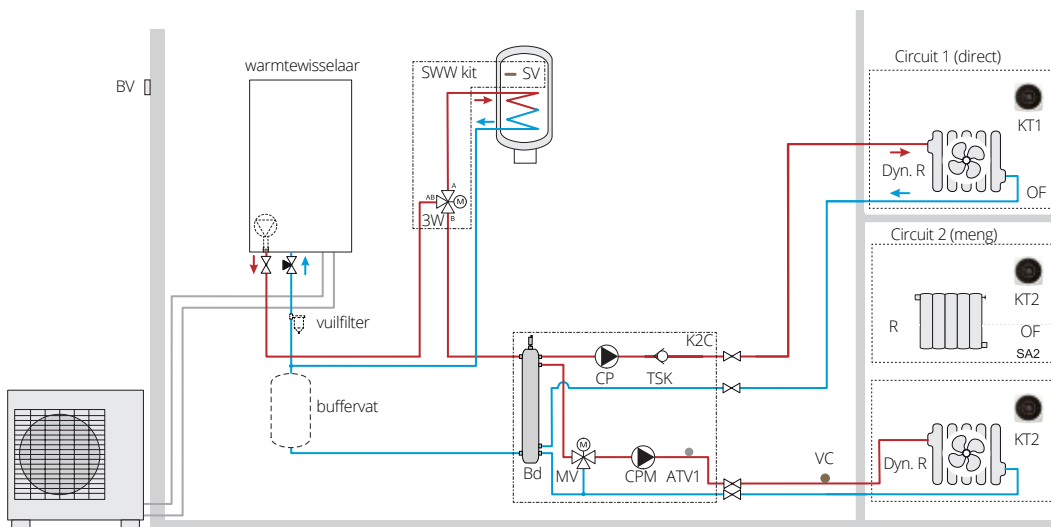 BV
warmtewisselaar
SWW kit
SV
A
AB
M
B
3W
vuilfilter
buffervat
K2C
CP
TSK
Bd
M
MV
CPM
ATV1
VC
Circuit 1 (direct)
KT1
Dyn. R
OF
Circuit 2 (meng)
KT2
R
OF
SA2
KT2
Dyn. R